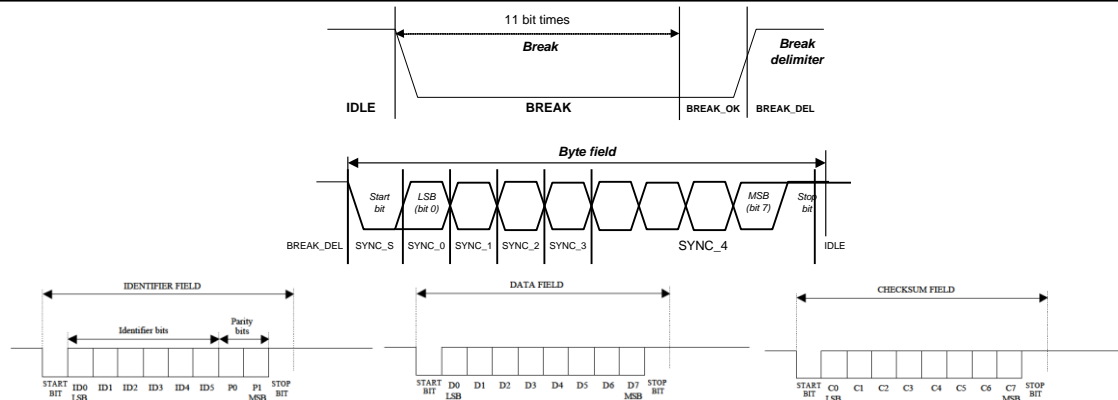 11 bit times
Break
Break
delimiter
IDLE
BREAK
BREAK_OK
BREAK_DEL
Byte field
Start
bit
LSB
(bit 0)
MSB
(bit 7)
Stop
bit
BREAK_DEL
SYNC_S
SYNC_0
SYNC_1
SYNC_2
SYNC_3
SYNC_4
IDLE
IDENTIFIER FIELD
Identifier bits
Parity
bits
START
BIT
ID0
LSB
ID1
ID2
ID3
ID4
ID5
P0
P1
MSB
STOP
BIT
DATA FIELD
START
BIT
D0
LSB
D1
D2
D3
D4
D5
D6
D7
MSB
STOP
BIT
CHECKSUM FIELD
START
BIT
C0
LSB
C1
C2
C3
C4
C5
C6
C7
MSB
STOP
BIT